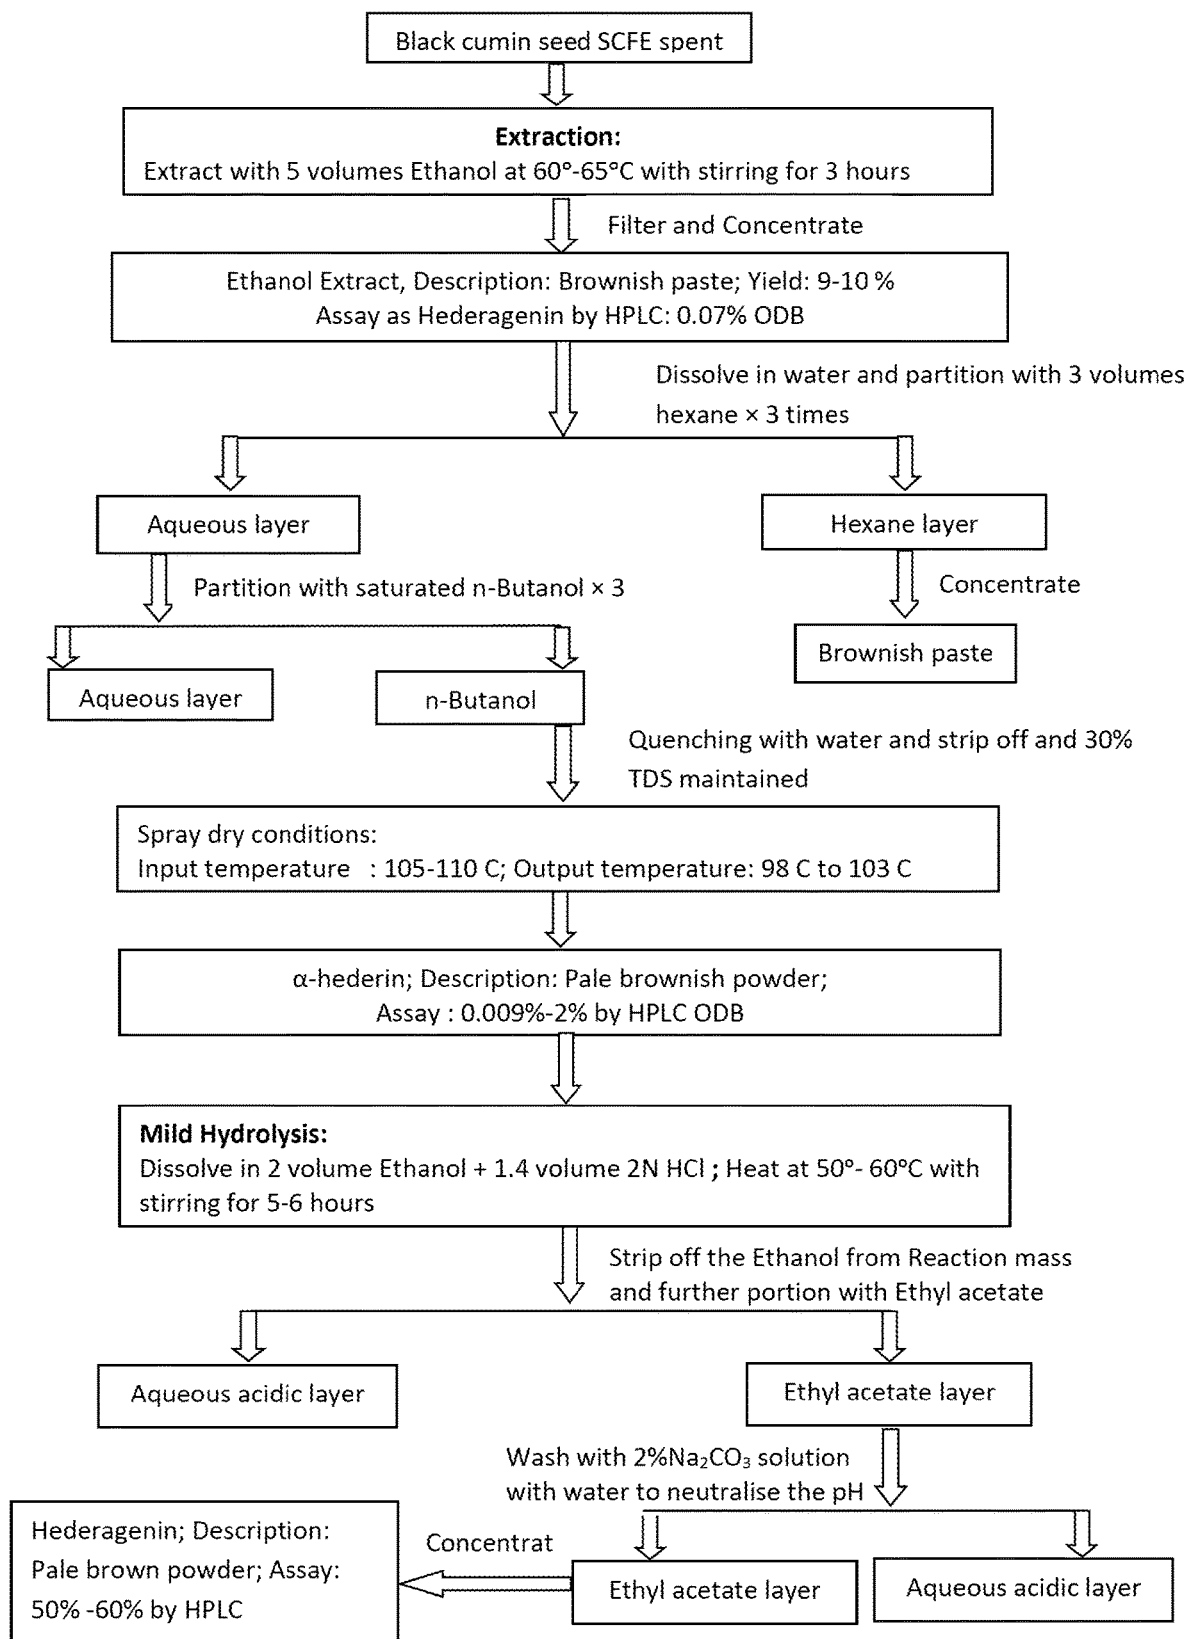 Black cumin seed SCFE spent
Extraction:
Extract with 5 volumes Ethanol at 60°-65°C with stirring for 3 hours
Filter and Concentrate
Ethanol Extract, Description: Brownish paste; Yield: 9-10 %
Assay as Hederagenin by HPLC: 0.07% ODB
Dissolve in water and partition with 3 volumes
hexane × 3 times
Aqueous layer
Hexane layer
Partition with saturated n-Butanol × 3
Concentrate
Brownish paste
Aqueous layer
n-Butanol
Quenching with water and strip off and 30%
TDS maintained
Spray dry conditions:
Input temperature : 105-110 C; Output temperature: 98 C to 103 C
α-hederin; Description: Pale brownish powder;
Assay : 0.009%-2% by HPLC ODB
Mild Hydrolysis:
Dissolve in 2 volume Ethanol + 1.4 volume 2N HCl ; Heat at 50°- 60°C with
stirring for 5-6 hours
Strip off the Ethanol from Reaction mass
and further portion with Ethyl acetate
Aqueous acidic layer
Ethyl acetate layer
Wash with 2%Na₂CO₃ solution
with water to neutralise the pH
Hederagenin; Description:
Pale brown powder; Assay:
50% -60% by HPLC
Concentrat
Ethyl acetate layer
Aqueous acidic layer